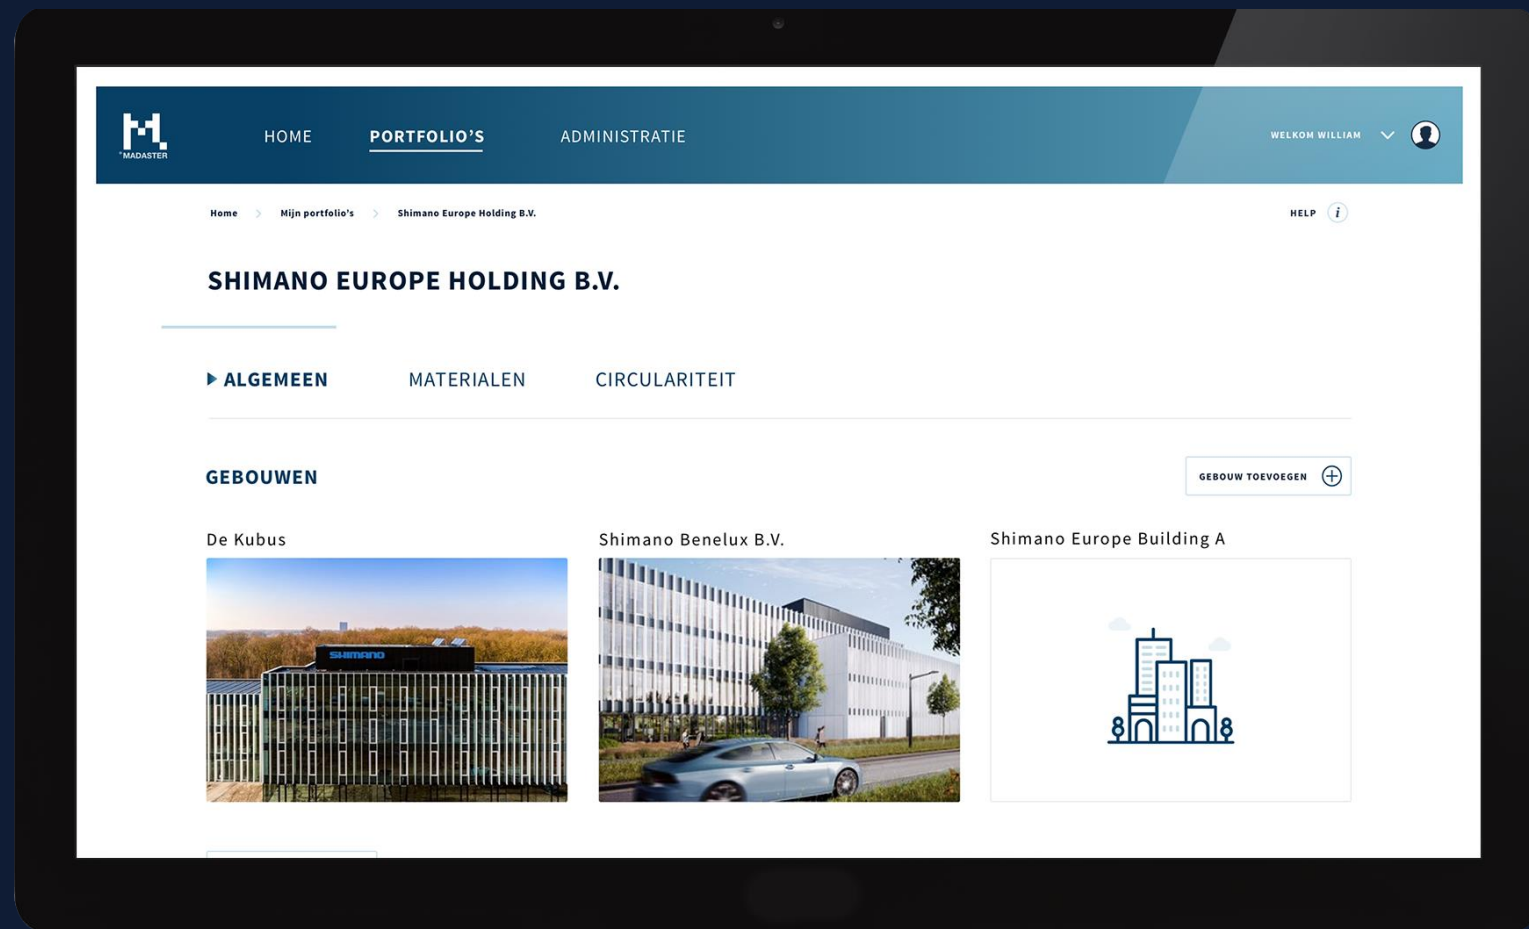 M.
MADASTER
HOME
PORTFOLIO'S
ADMINISTRATIE
WELKOM WILLIAM
Home
Mijn portfolio's
Shimano Europe Holding B.V.
HELP
i
SHIMANO EUROPE HOLDING B.V.
ALGEMEEN
MATERIALEN
CIRCULARITEIT
GEBOUWEN
GEBOUW TOEVOEGEN
De Kubus
Shimano Benelux B.V.
Shimano Europe Building A
SHIMANO